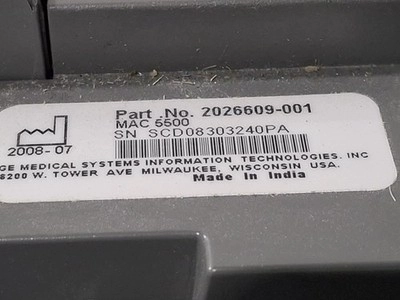 Part .No. 2026609-001
MAC 5500
SN SCD08303240PA
2008-07
GE MEDICAL SYSTEMS INFORMATION TECHNOLOGIES. INC
8200 W. TOWER AVE MILWAUKEE, WISCONSIN USA.
Made In India